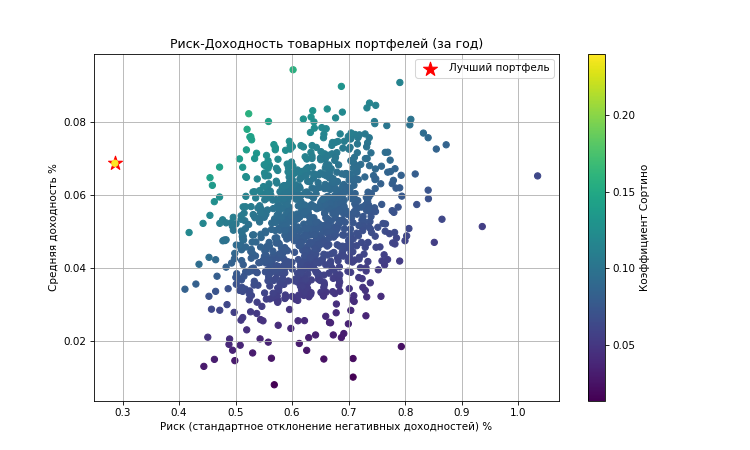 Риск-Доходность товарных портфелей (за год)
Лучший портфель
Средняя доходность %
0.08
0.06
0.04
0.02
0.3 0.4 0.5 0.6 0.7 0.8 0.9 1.0
Риск (стандартное отклонение негативных доходностей) %
0.20
0.15
0.10
0.05
Коэффициент Сортино